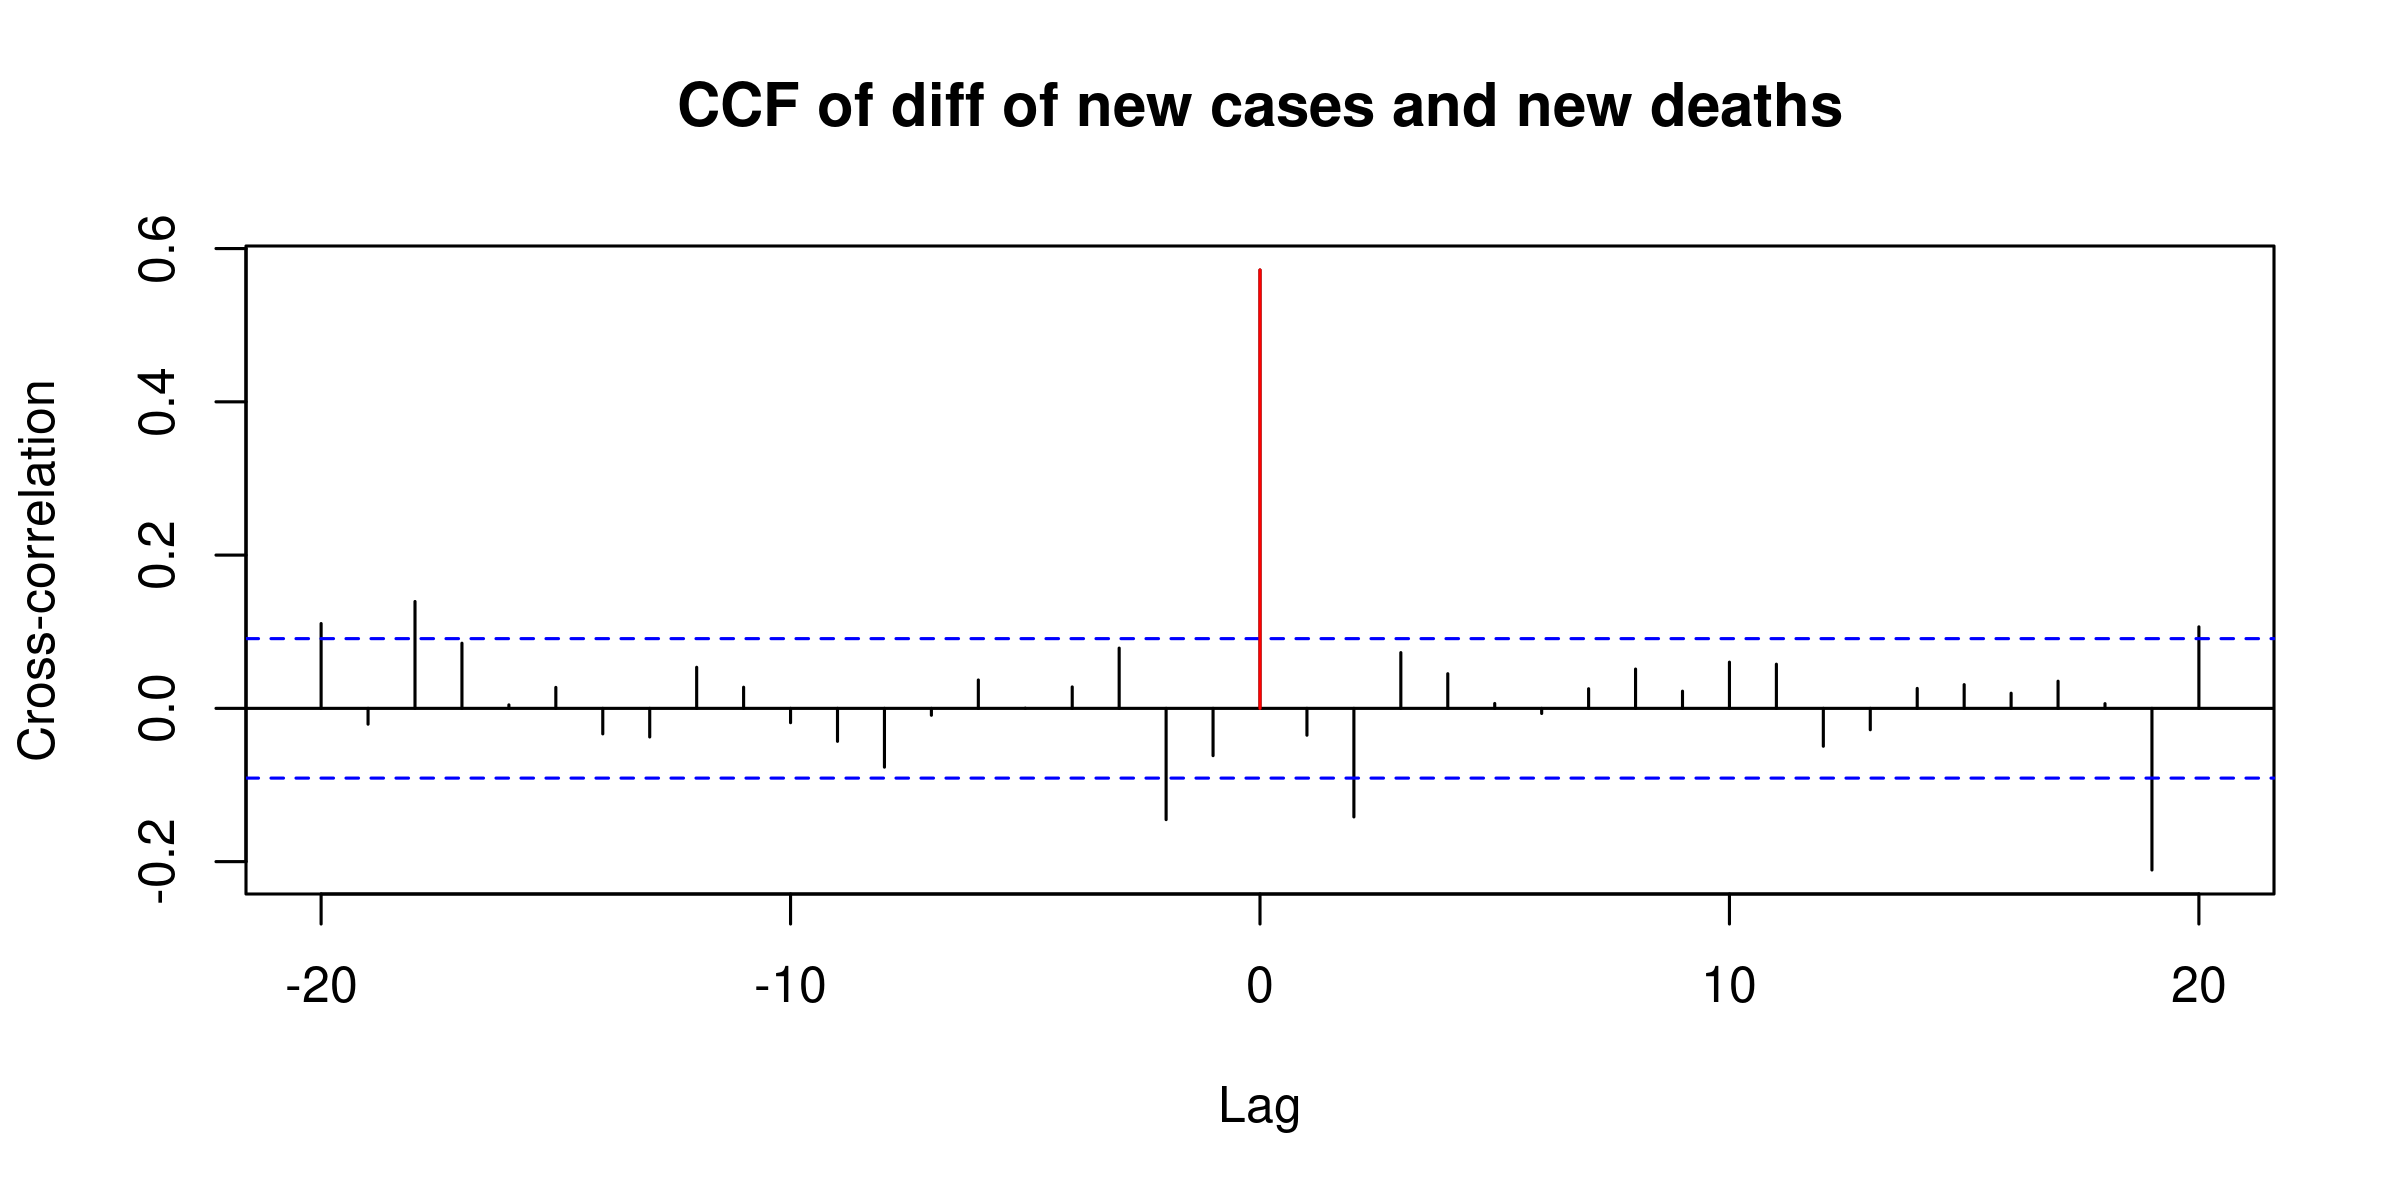 CCF of diff of new cases and new deaths
Cross-correlation
0.6
0.4
0.2
0.0
-0.2
-20 -10 0 10 20
Lag